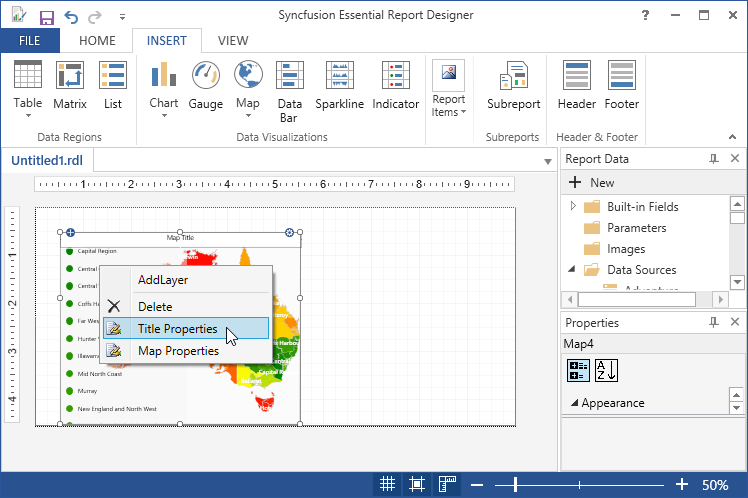 Syncfusion Essential Report Designer
?
FILE HOME INSERT VIEW
Table Matrix List Chart Gauge Map Data Bar Sparkline Indicator Report Items Subreport Header Footer
Data Regions Data Visualizations Subreports Header & Footer
Untitled1.rdl
1 2 3 4 5 6 7 8 9
1
2
3
4
Map Title
Capital Region
Central
Central
Coffs Ha
Far Wes
Hunter
Illawarra
Mid North Coast
Murray
New England and North West
AddLayer
Delete
Title Properties
Map Properties
Report Data
New
Built-in Fields
Parameters
Images
Data Sources
Properties
Map4
A
Z
Appearance
50%